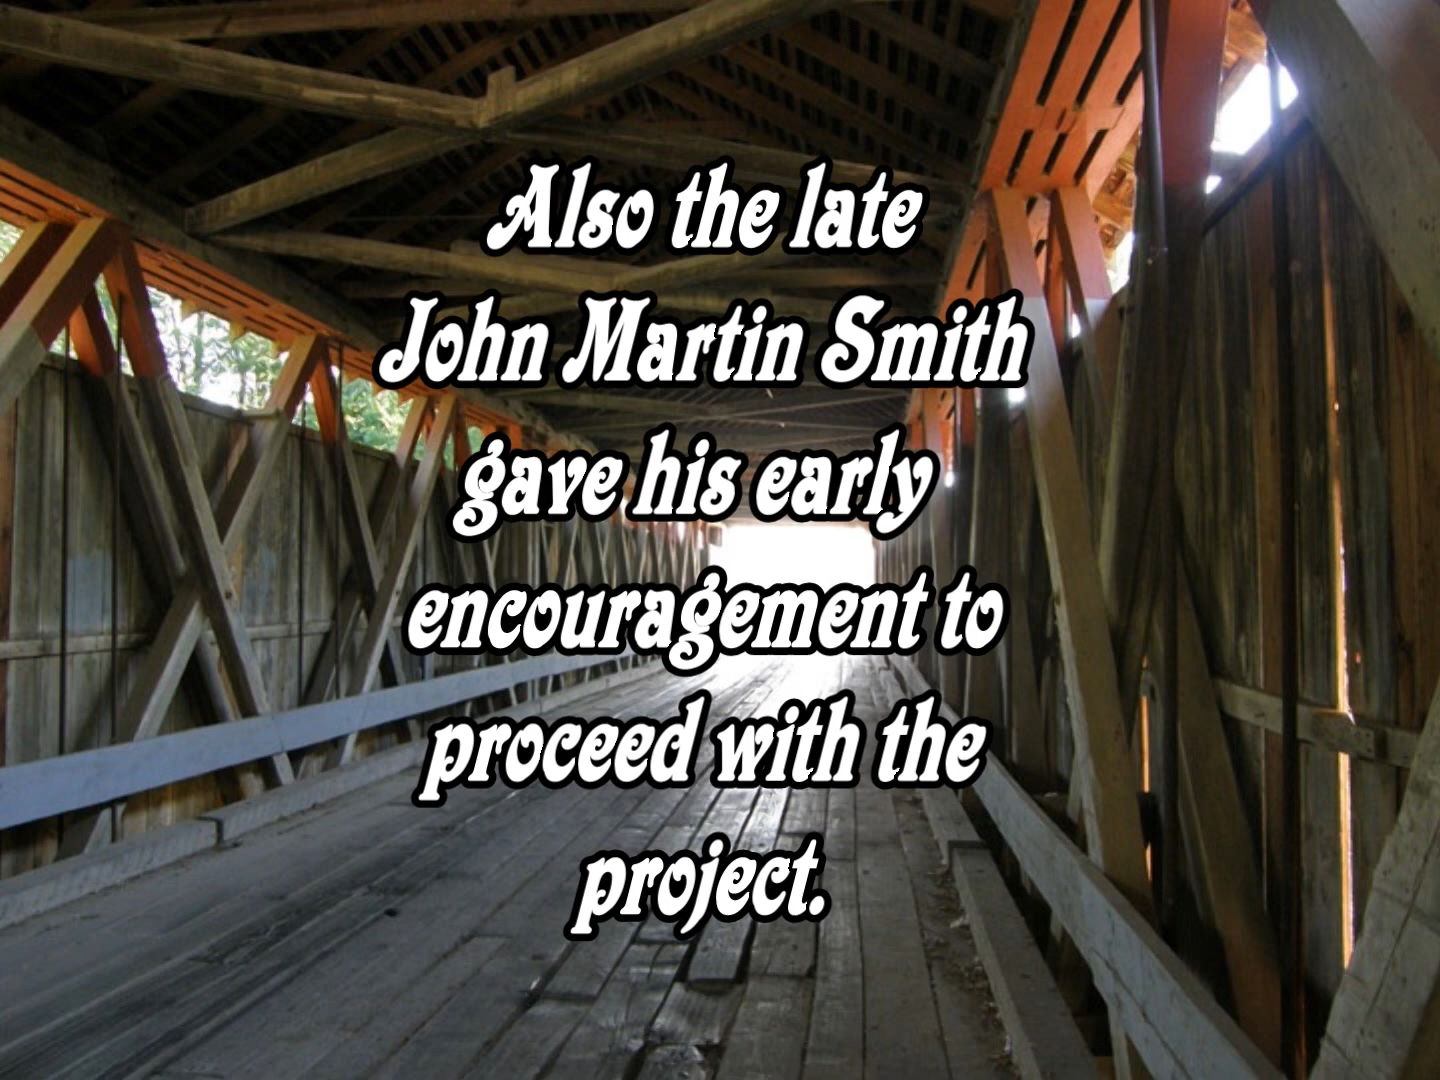 Also the late
John Martin Smith
gave his early
encouragement to
proceed with the
project.